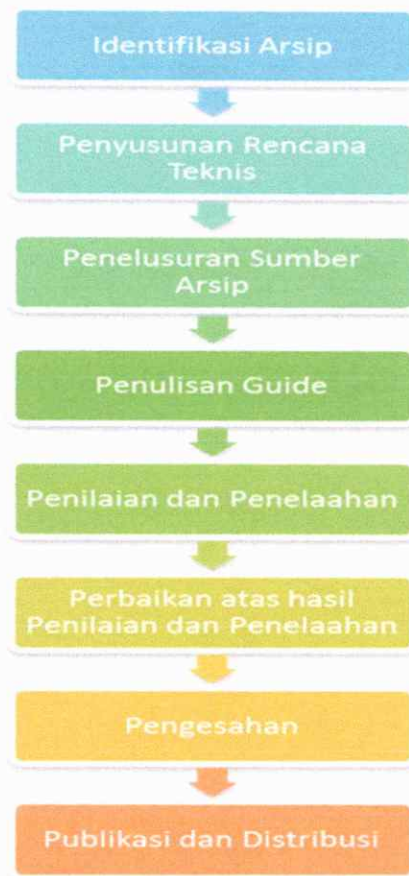 Identifikasi Arsip
Penyusunan Rencana
Teknis
Penelusuran Sumber
Arsip
Penulisan Guide
Penilaian dan Penelaahan
Perbaikan atas hasil
Penilaian dan Penelaahan
Pengesahan
Publikasi dan Distribusi